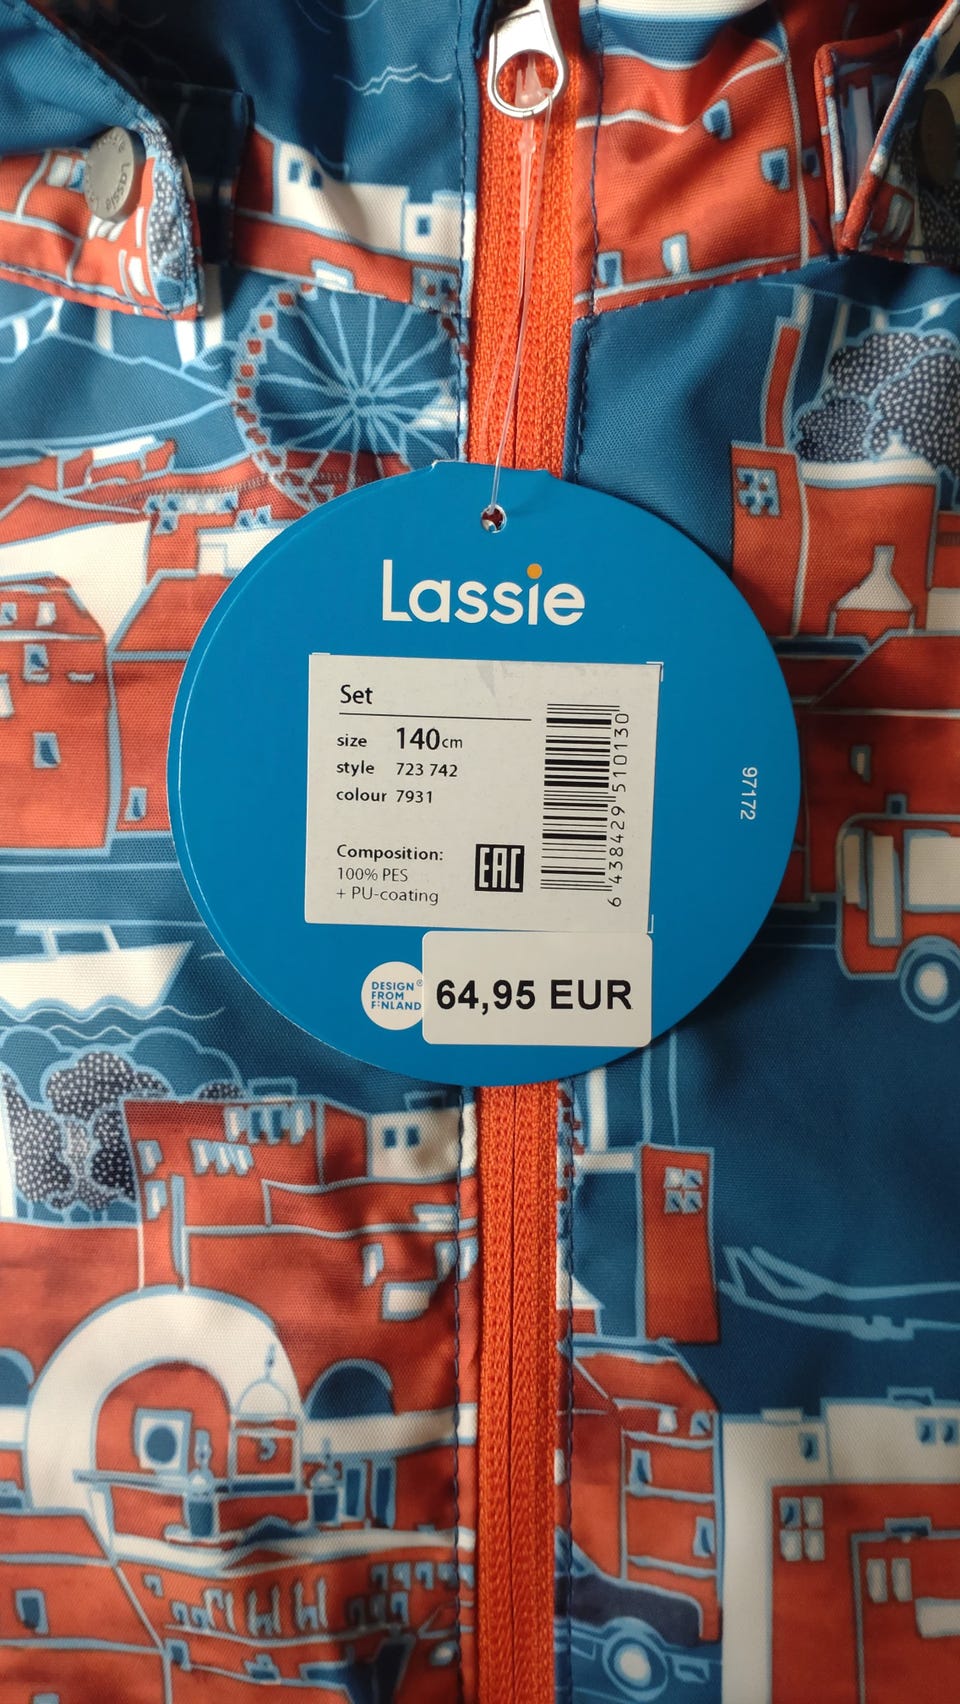 Lassie
Lassie
Set
size 140cm
style 723 742
colour 7931
Composition:
100% PES
+ PU-coating
EAC
6 438429 510130
97172
DESIGN®
FROM
FINLAND
64,95 EUR